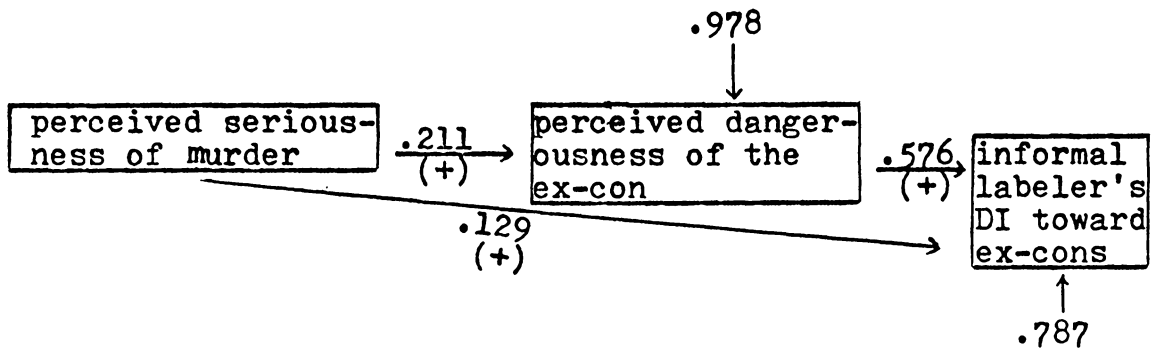 .978
perceived serious-
ness of murder
.211
(+)
perceived danger-
ousness of the
ex-con
.576
(+)
informal
labeler's
DI toward
ex-cons
.129
(+)
.787